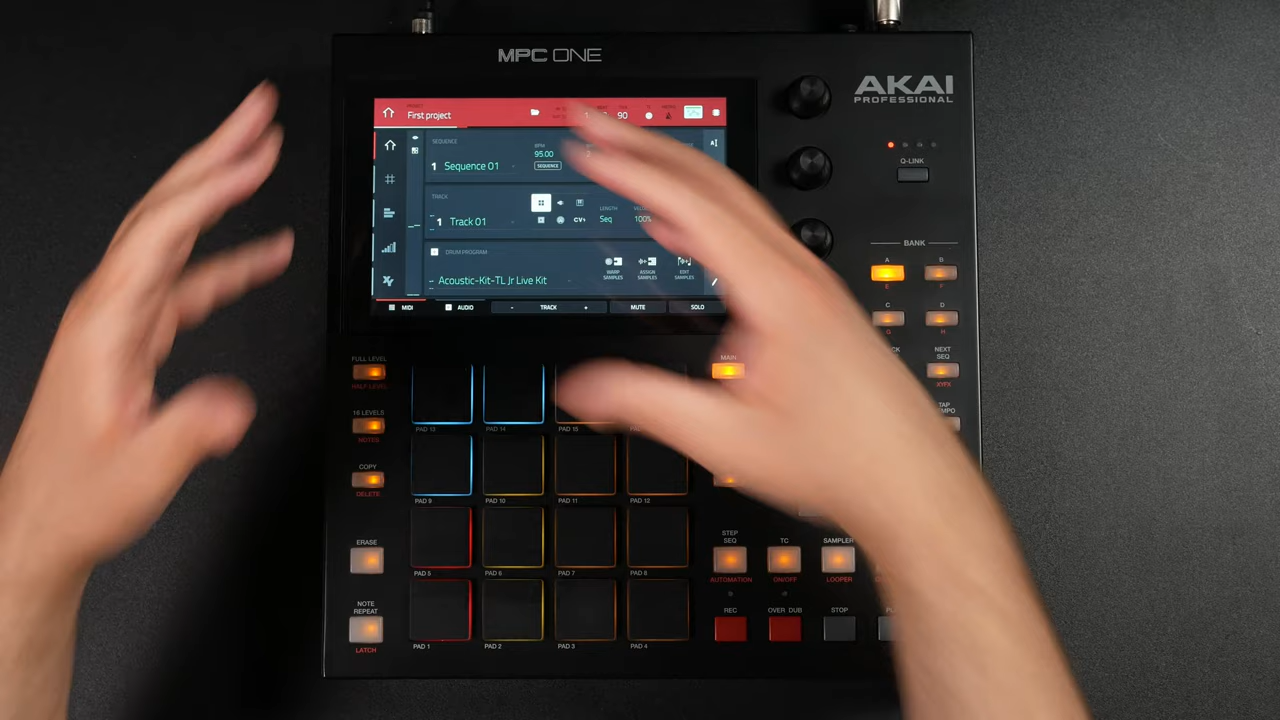 MPC ONE
AKAI
PROFESSIONAL
PROJECT
First project
90
SEQUENCE
BPM
1 Sequence 01
95.00
SEQUENCE
TRACK
1 Track 01
CV+
LENGTH
Seq
100%
DRUM PROGRAM
Acoustic-Kit-TL Jr Live Kit
WARP SAMPLES
ASSIGN SAMPLES
EDIT SAMPLES
MIDI
AUDIO
- TRACK +
MUTE
SOLO
Q-LINK
BANK
A
B
E
F
C
D
G
H
NEXT
SEQ
XYFX
FULL LEVEL
HALF LEVEL
16 LEVELS
NOTES
COPY
DELETE
ERASE
NOTE
REPEAT
LATCH
MAIN
PAD 13
PAD 14
PAD 15
PAD 9
PAD 10
PAD 11
PAD 12
PAD 5
PAD 6
PAD 7
PAD 8
PAD 1
PAD 2
PAD 3
PAD 4
STEP
SEQ
TC
SAMPLER
AUTOMATION
ON/OFF
LOOPER
REC
OVER DUB
STOP